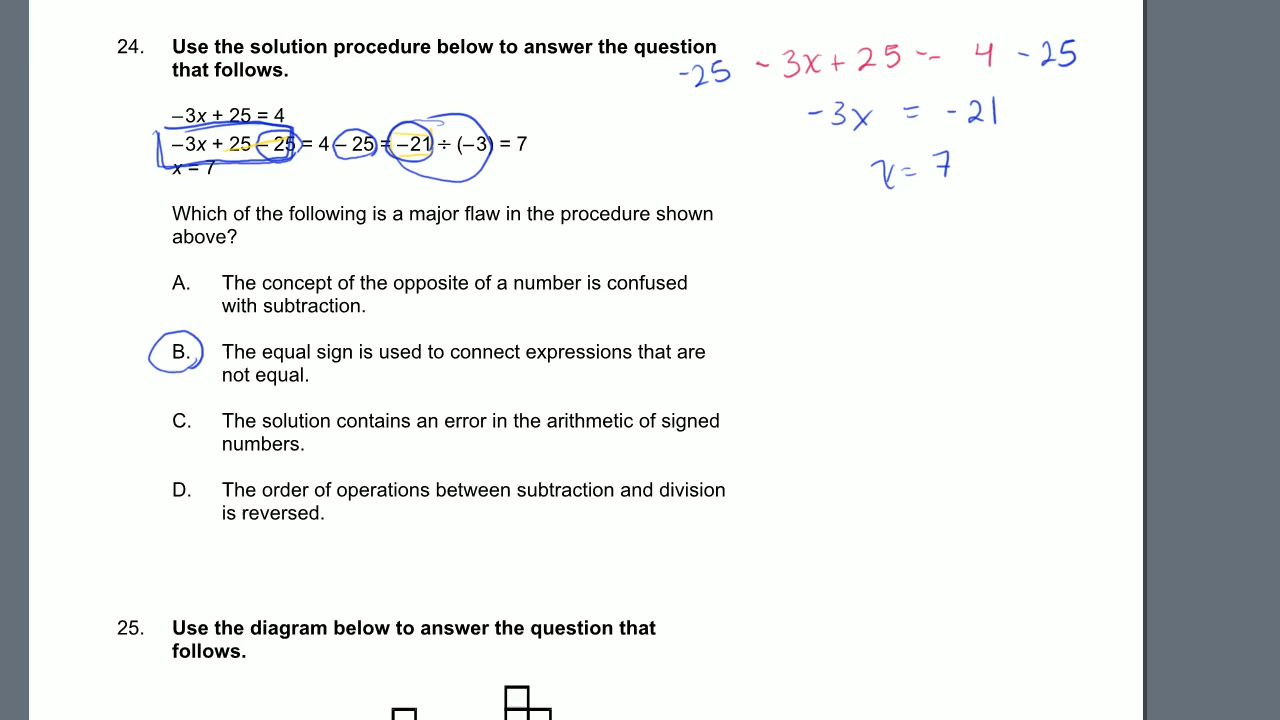 24. Use the solution procedure below to answer the question
that follows.
-25 - 3x + 25 = 4 - 25
−3x + 25 = 4
-3x = -21
−3x + 25 − 25 = 4 − 25 = −21 ÷ (−3) = 7
x = 7
x = 7
Which of the following is a major flaw in the procedure shown
above?
A. The concept of the opposite of a number is confused
with subtraction.
B. The equal sign is used to connect expressions that are
not equal.
C. The solution contains an error in the arithmetic of signed
numbers.
D. The order of operations between subtraction and division
is reversed.
25. Use the diagram below to answer the question that
follows.